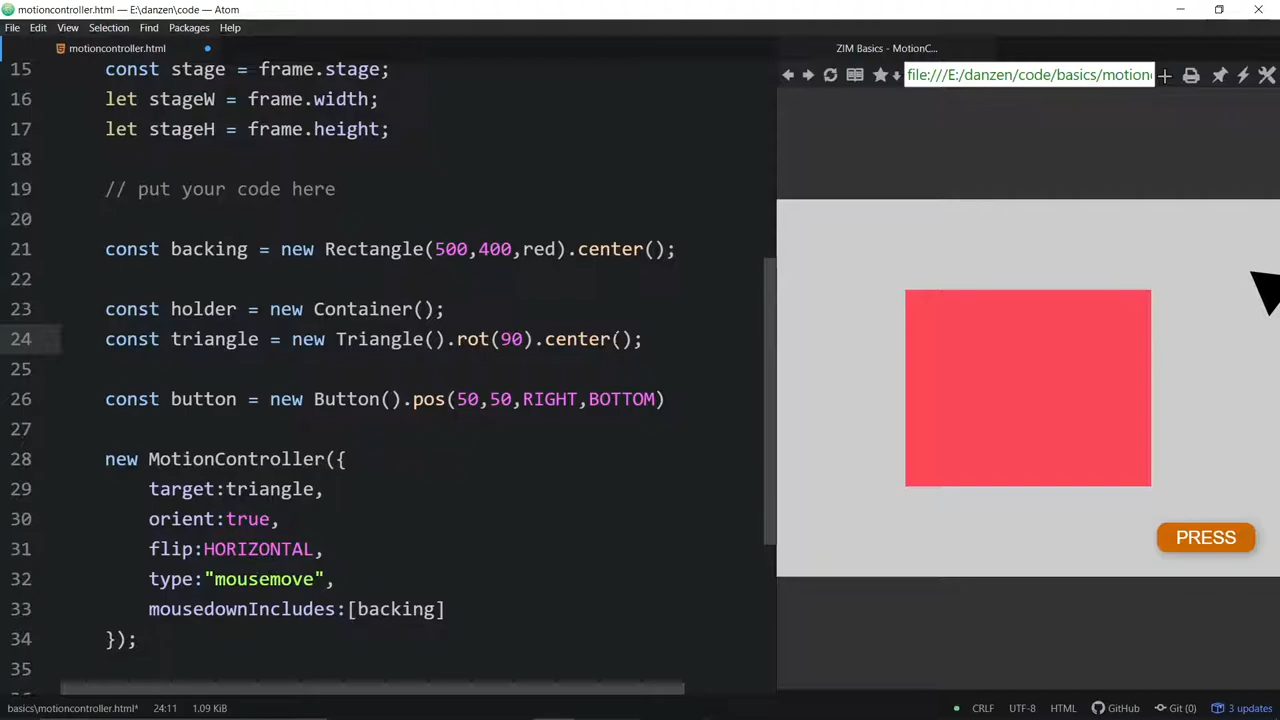 motioncontroller.html — E:\danzen\code — Atom
File Edit View Selection Find Packages Help
motioncontroller.html
ZIM Basics - MotionC...
file:///E:/danzen/code/basics/motion
15 const stage = frame.stage;
16 let stageW = frame.width;
17 let stageH = frame.height;
18
19 // put your code here
20
21 const backing = new Rectangle(500,400,red).center();
22
23 const holder = new Container();
24 const triangle = new Triangle().rot(90).center();
25
26 const button = new Button().pos(50,50,RIGHT,BOTTOM)
27
28 new MotionController({
29 target:triangle,
30 orient:true,
31 flip:HORIZONTAL,
32 type:"mousemove",
33 mousedownIncludes:[backing]
34 });
35
PRESS
basics\motioncontroller.html* 24:11 1.09 KiB CRLF UTF-8 HTML GitHub Git (0) 3 updates